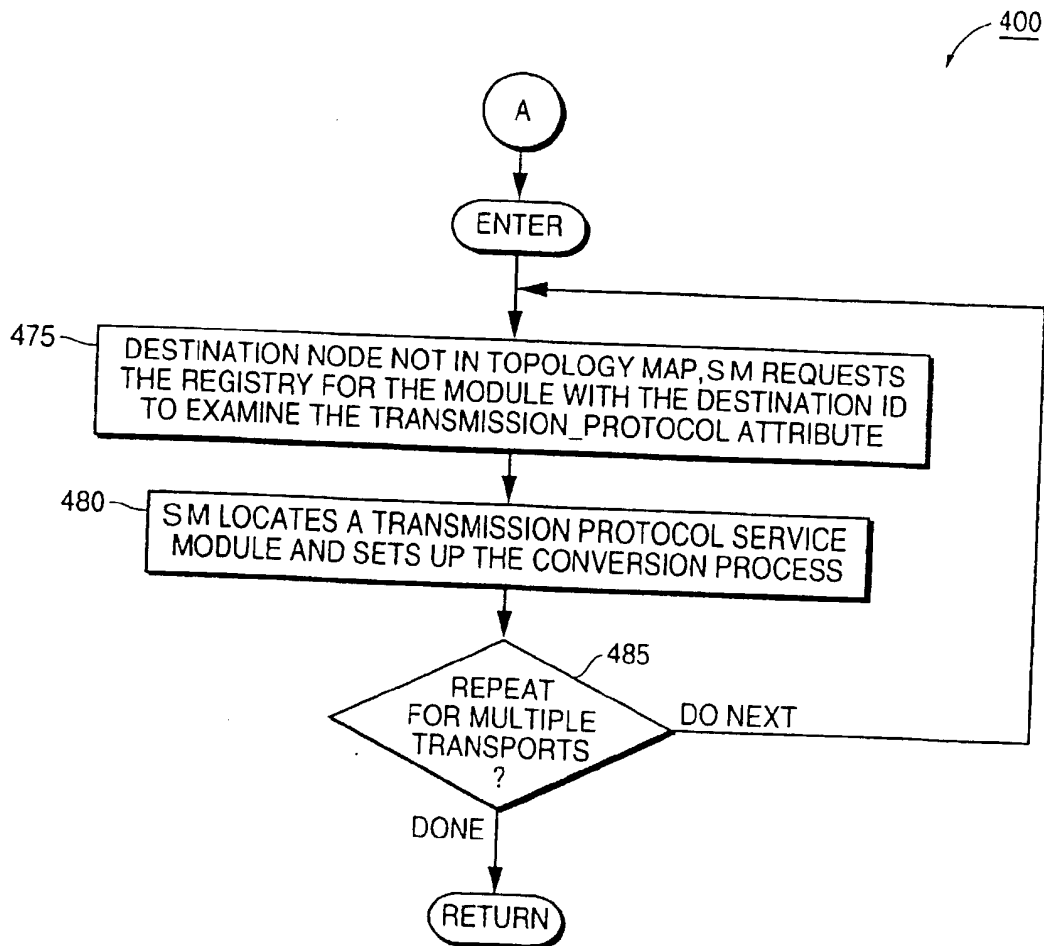 400
A
ENTER
475
DESTINATION NODE NOT IN TOPOLOGY MAP, SM REQUESTS
THE REGISTRY FOR THE MODULE WITH THE DESTINATION ID
TO EXAMINE THE TRANSMISSION_PROTOCOL ATTRIBUTE
480
SM LOCATES A TRANSMISSION PROTOCOL SERVICE
MODULE AND SETS UP THE CONVERSION PROCESS
485
REPEAT
FOR MULTIPLE
TRANSPORTS
?
DO NEXT
DONE
RETURN